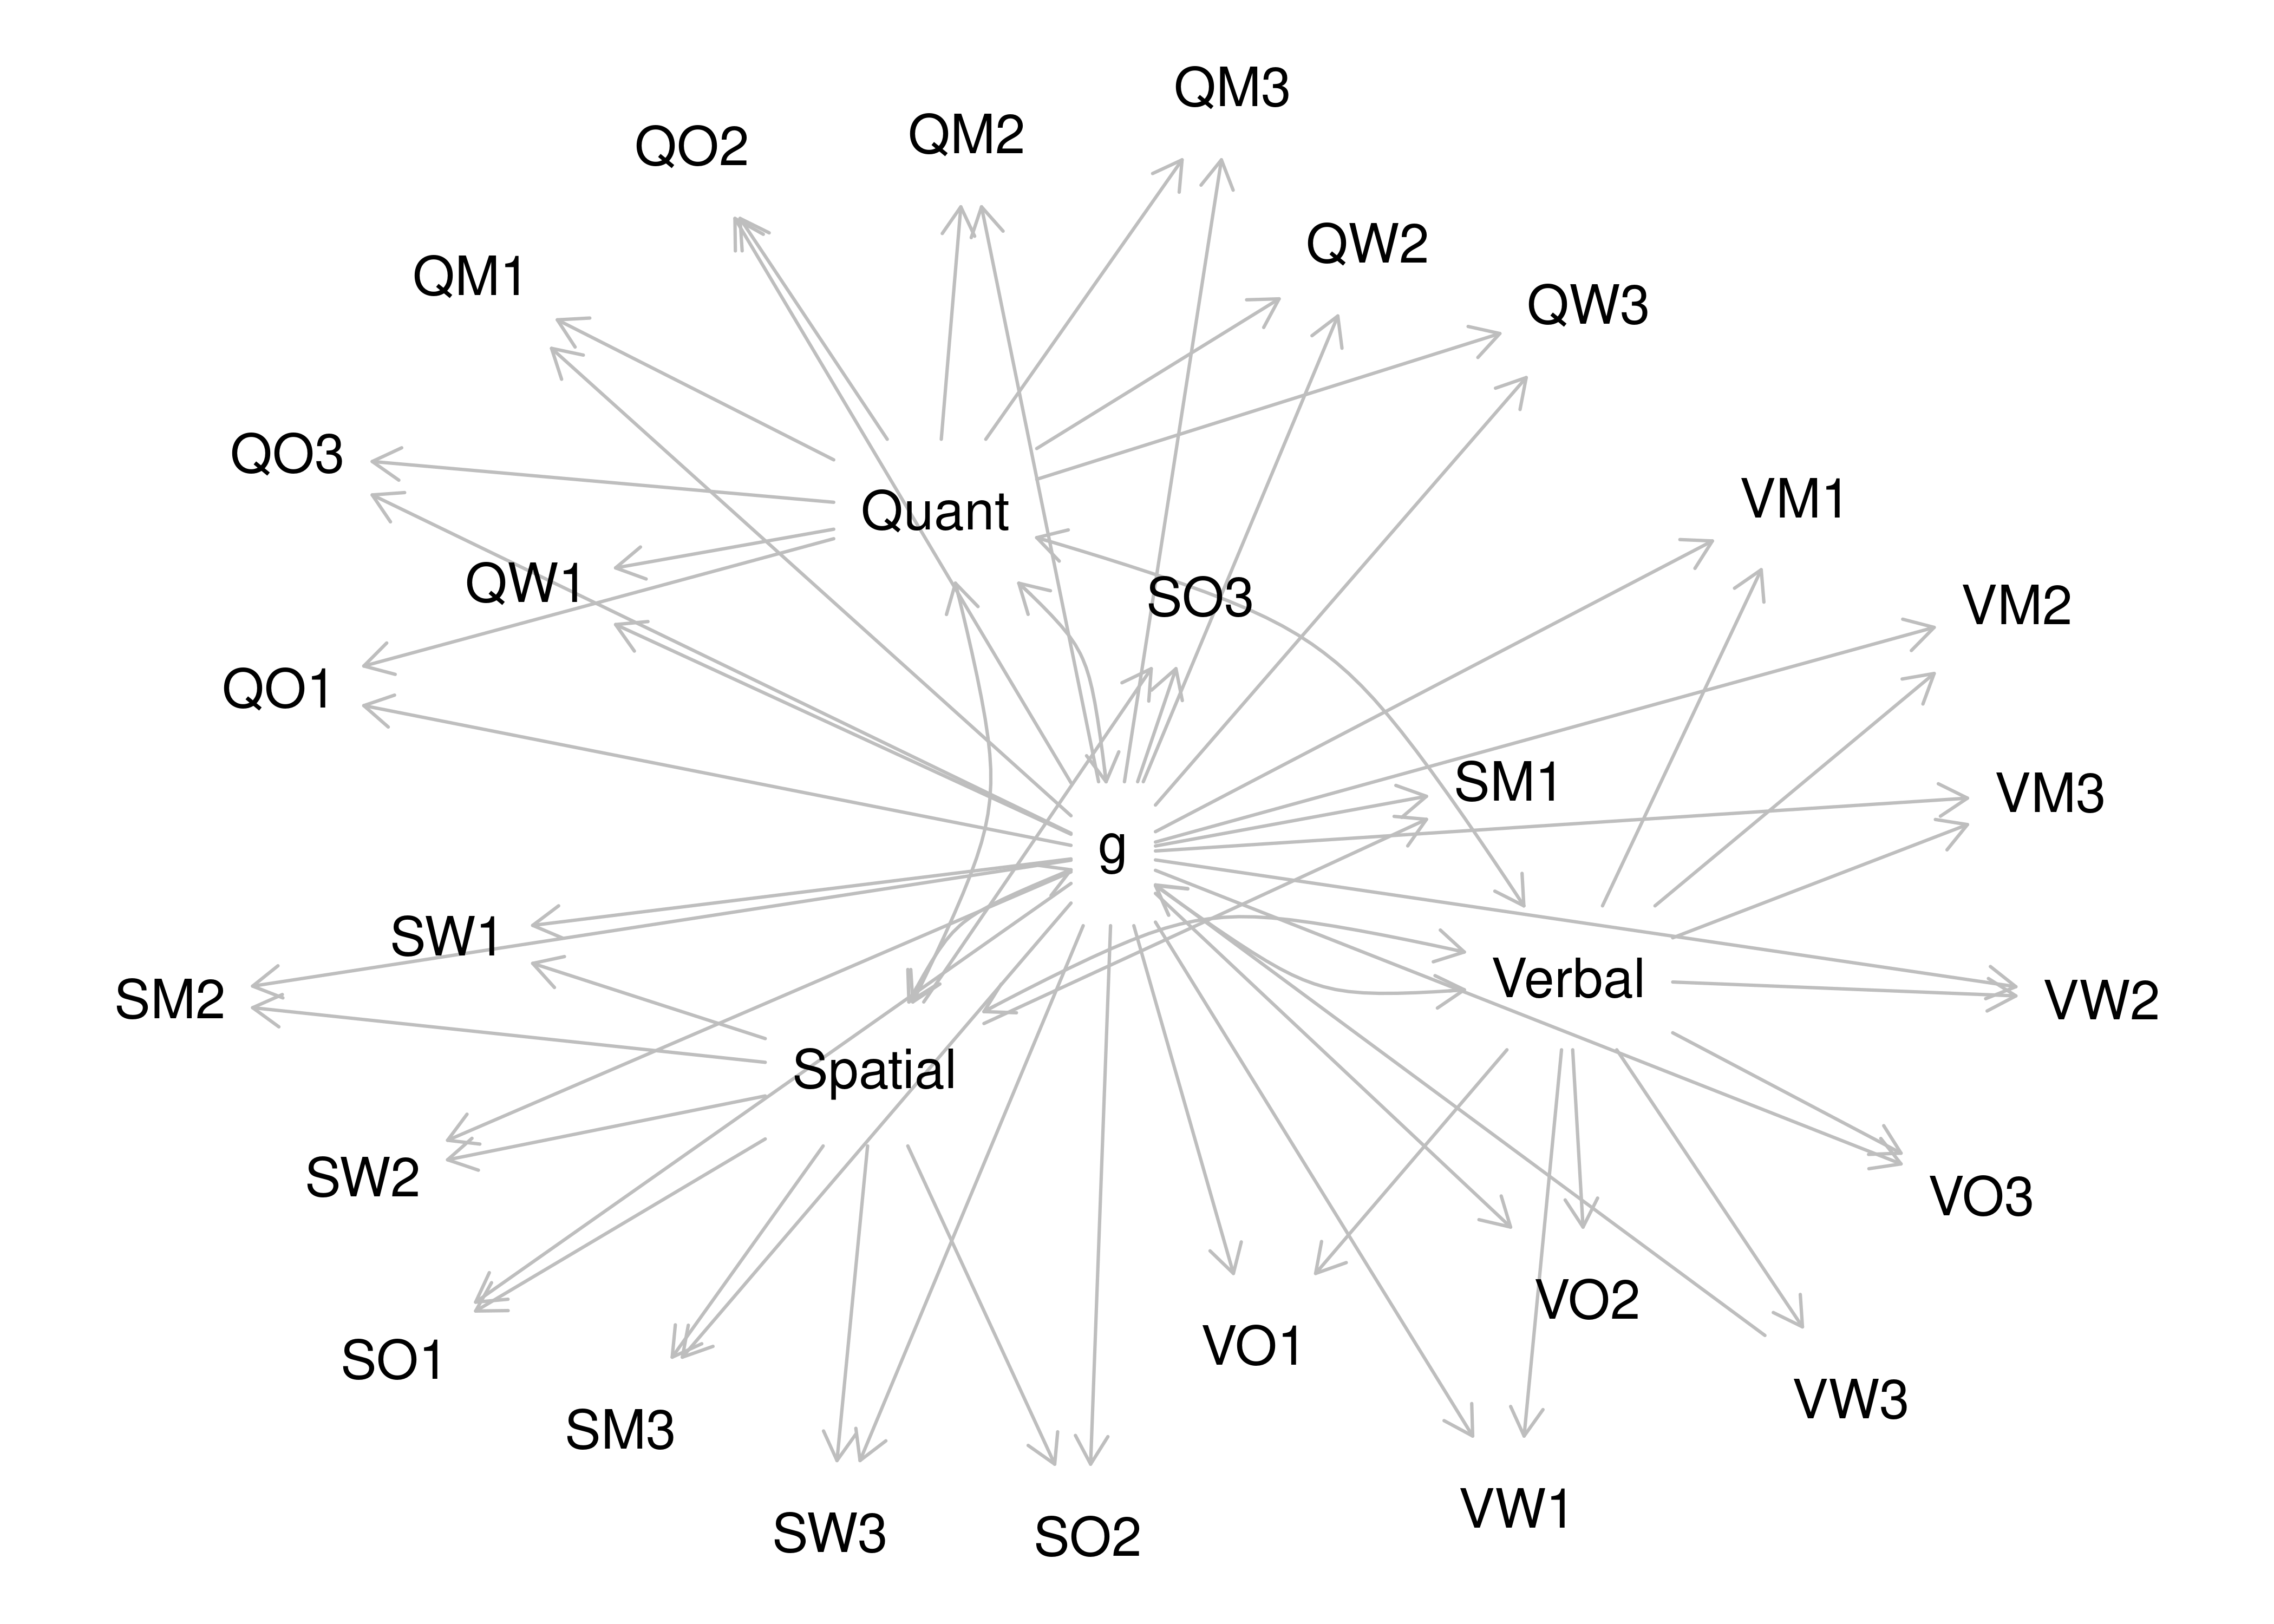 QM3
QM2
QO2
QW2
QM1
QW3
QO3
VM1
Quant
QW1
SO3
VM2
QO1
SM1
VM3
g
SW1
Verbal
SM2
VW2
Spatial
SW2
VO3
VO2
VO1
SO1
VW3
SM3
VW1
SW3
SO2